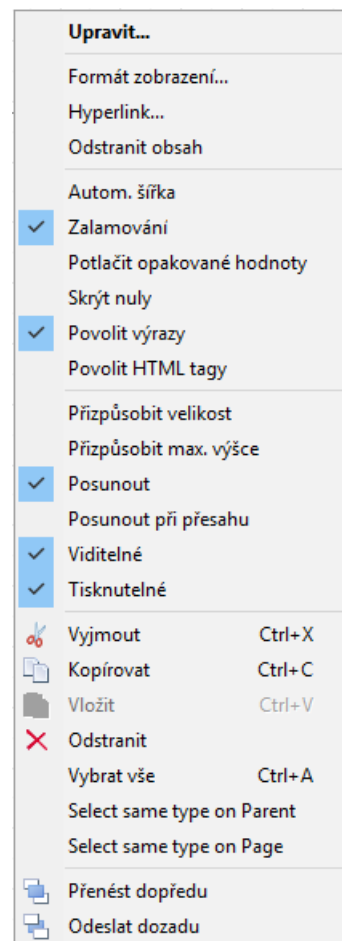 Upravit...
Formát zobrazení...
Hyperlink...
Odstranit obsah
Autom. šířka
Zalamování
Potlačit opakované hodnoty
Skrýt nuly
Povolit výrazy
Povolit HTML tagy
Přizpůsobit velikost
Přizpůsobit max. výšce
Posunout
Posunout při přesahu
Viditelné
Tisknutelné
Vyjmout Ctrl+X
Kopírovat Ctrl+C
Vložit Ctrl+V
Odstranit
Vybrat vše Ctrl+A
Select same type on Parent
Select same type on Page
Přenést dopředu
Odeslat dozadu